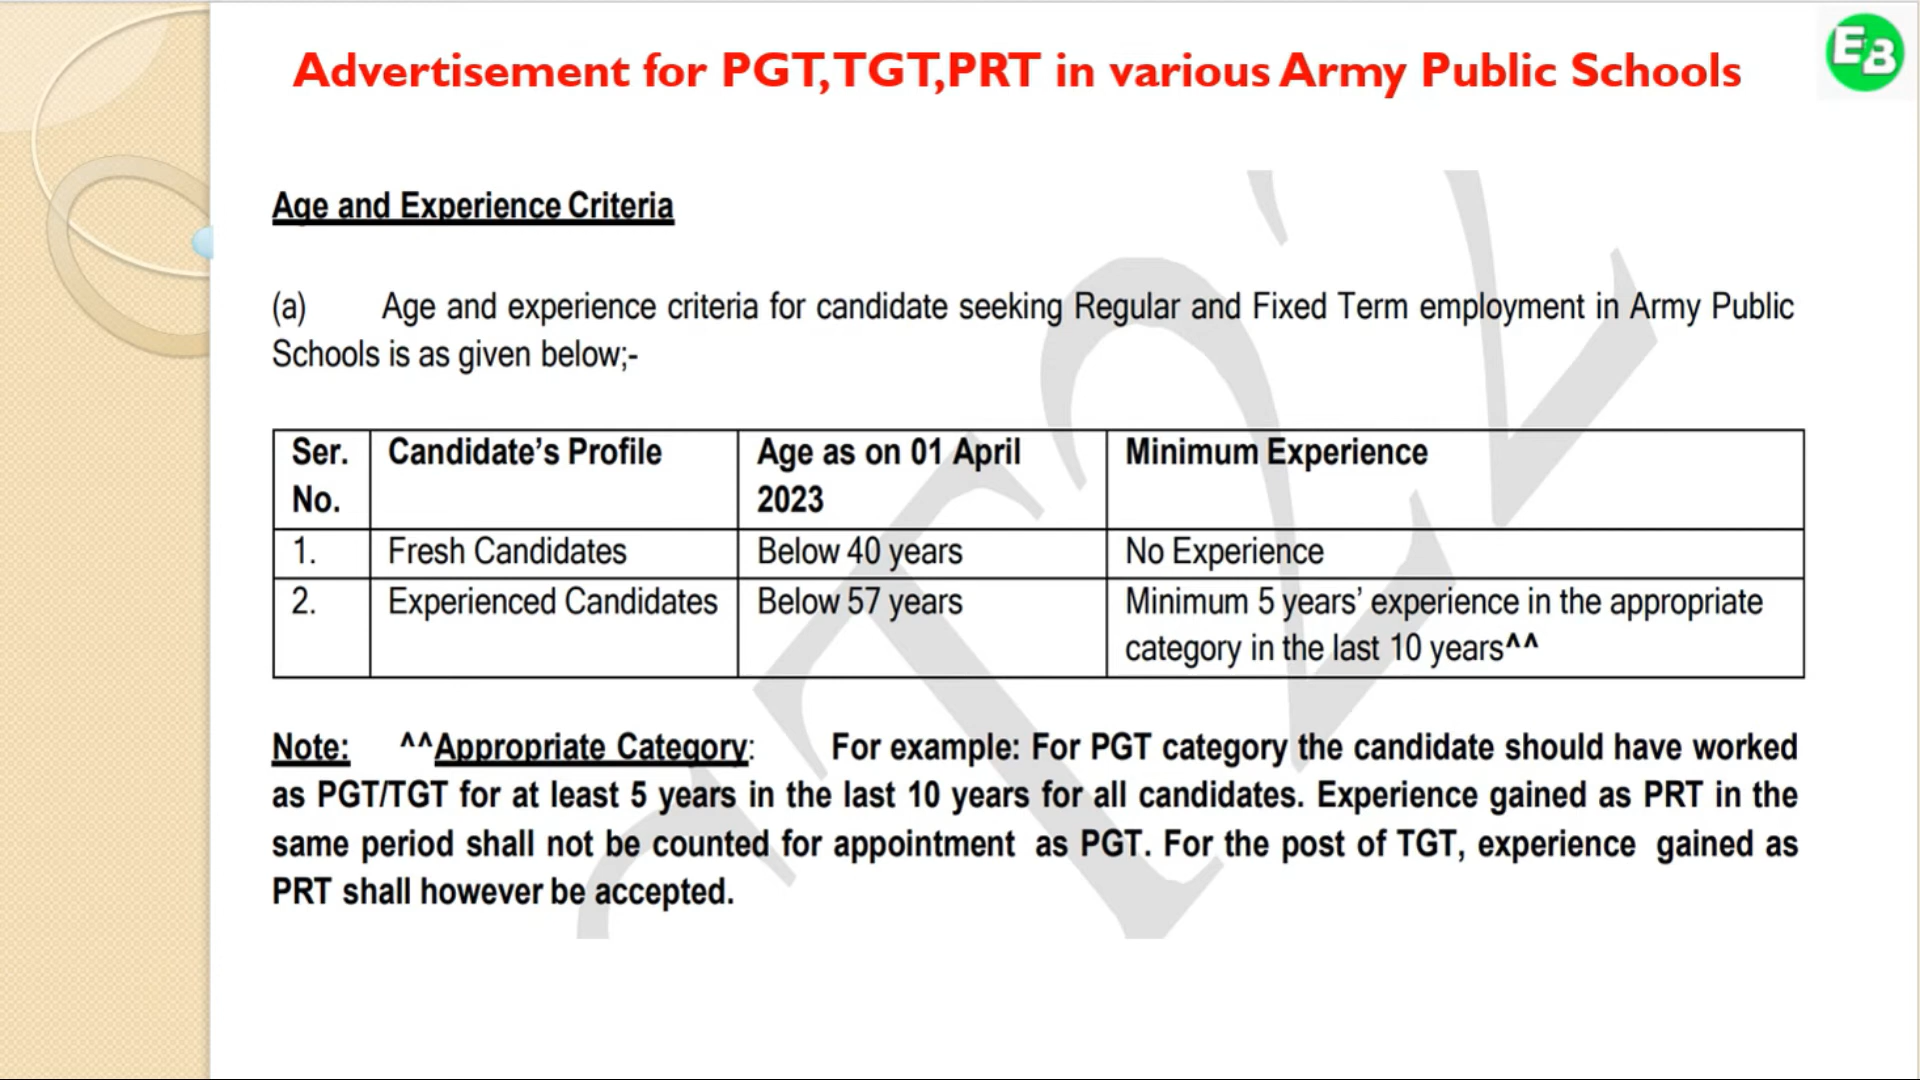 Advertisement for PGT,TGT,PRT in various Army Public Schools
EB
Age and Experience Criteria
(a) Age and experience criteria for candidate seeking Regular and Fixed Term employment in Army Public
Schools is as given below;-
Ser. No. Candidate's Profile Age as on 01 April 2023 Minimum Experience
1. Fresh Candidates Below 40 years No Experience
2. Experienced Candidates Below 57 years Minimum 5 years' experience in the appropriate
category in the last 10 years^^
Note: ^^Appropriate Category: For example: For PGT category the candidate should have worked
as PGT/TGT for at least 5 years in the last 10 years for all candidates. Experience gained as PRT in the
same period shall not be counted for appointment as PGT. For the post of TGT, experience gained as
PRT shall however be accepted.